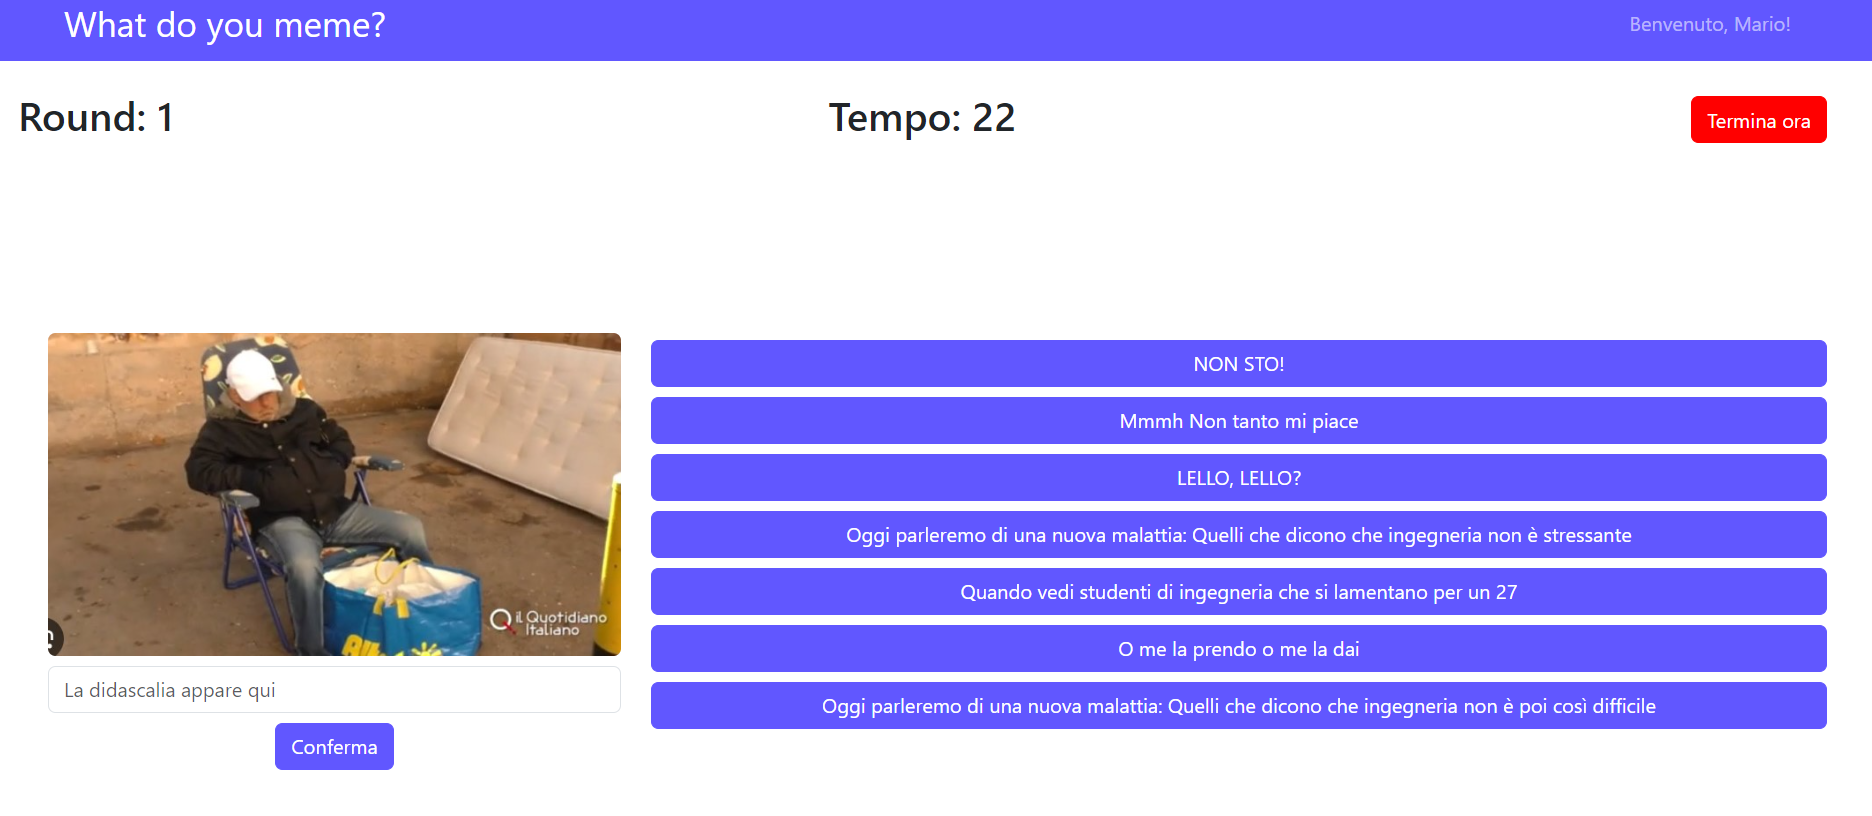 What do you meme?
Benvenuto, Mario!
Round: 1
Tempo: 22
Termina ora
il Quotidiano
Italiano
NON STO!
Mmmh Non tanto mi piace
LELLO, LELLO?
Oggi parleremo di una nuova malattia: Quelli che dicono che ingegneria non è stressante
Quando vedi studenti di ingegneria che si lamentano per un 27
O me la prendo o me la dai
Oggi parleremo di una nuova malattia: Quelli che dicono che ingegneria non è poi così difficile
La didascalia appare qui
Conferma